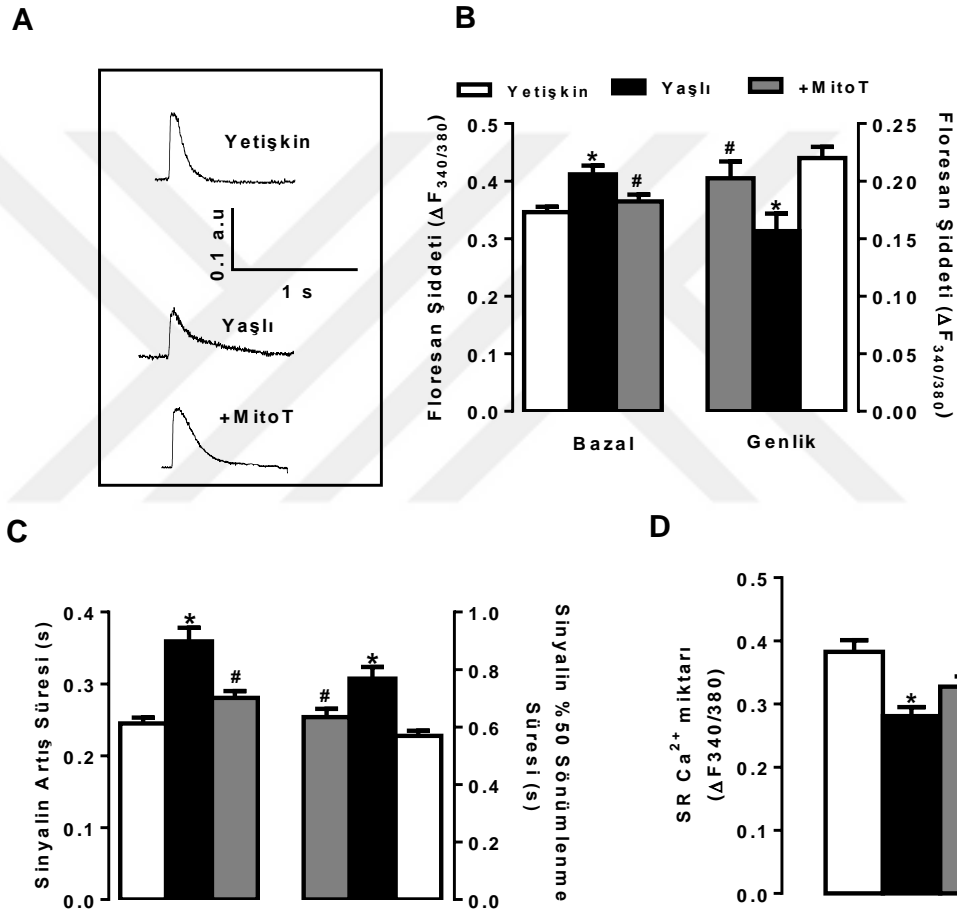 A
Yetişkin
0.1 a.u
1 s
Yaşlı
+MitoT
B
Yetişkin
Yaşlı
+MitoT
Floresan Şiddeti (ΔF340/380)
0.5
0.4
0.3
0.2
0.1
0.0
*
#
#
*
0.25
0.20
0.15
0.10
0.05
0.00
Floresan Şiddeti (ΔF340/380)
Bazal
Genlik
C
Sinyalin Artış Süresi (s)
0.4
0.3
0.2
0.1
0.0
*
#
#
*
1.0
0.8
0.6
0.4
0.2
0.0
Sinyalin %50 Sönümlenme
Süresi (s)
D
SR Ca2+ miktarı
(ΔF340/380)
0.5
0.4
0.3
0.2
0.1
0.0
*